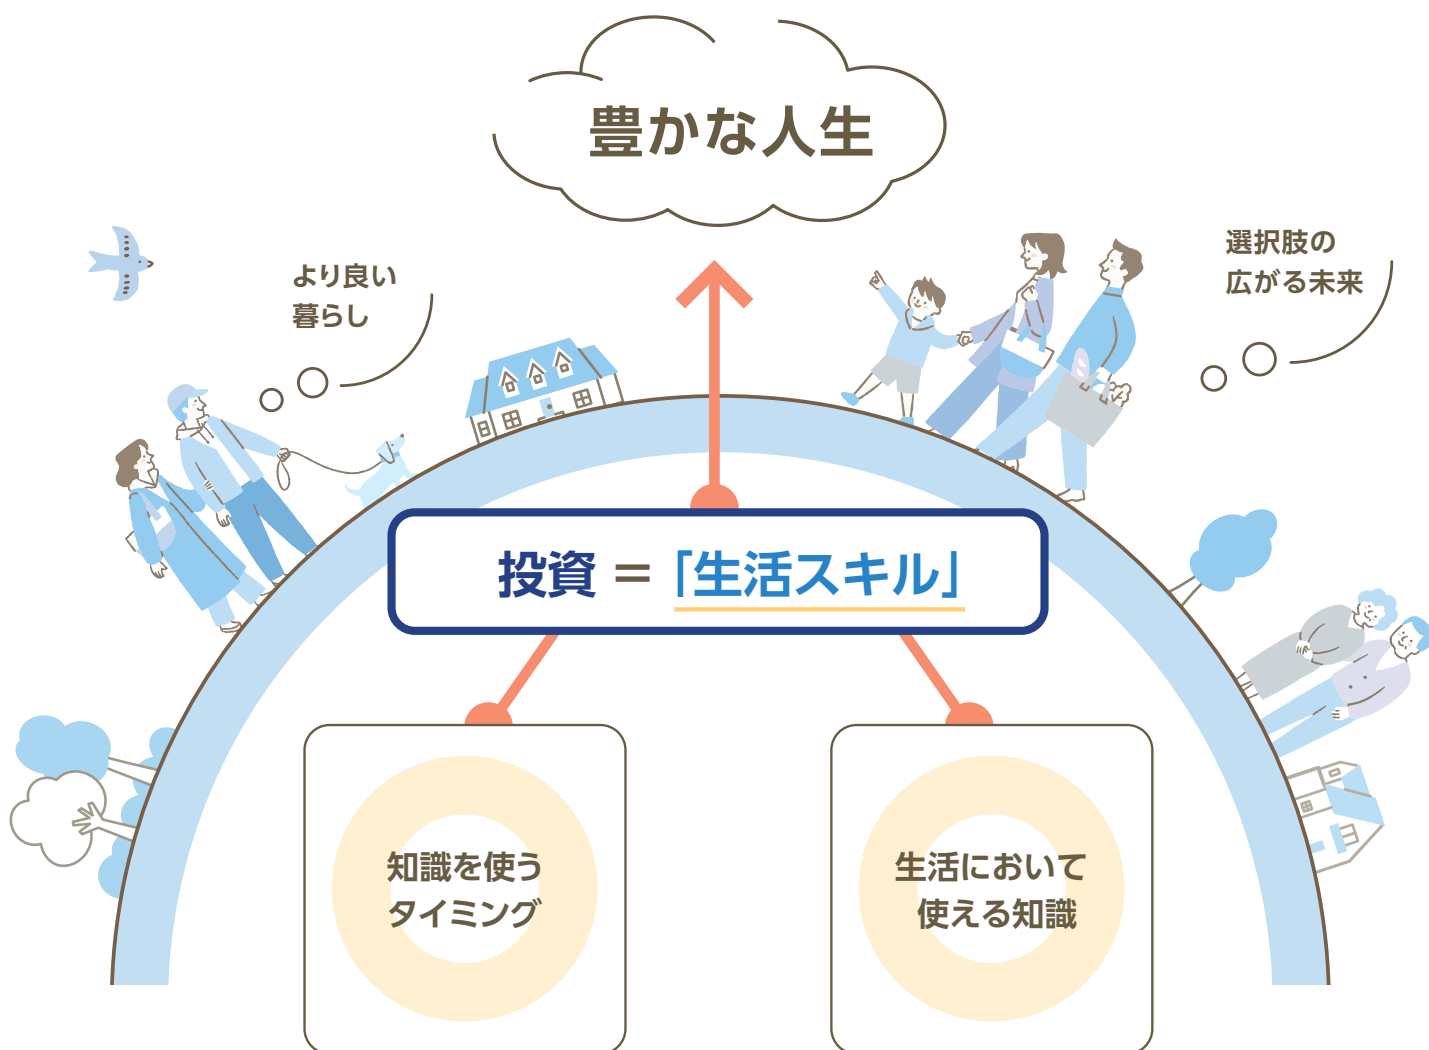 豊かな人生
より良い
暮らし
選択肢の
広がる未来
投資 = 「生活スキル」
知識を使う
タイミング
生活において
使える知識